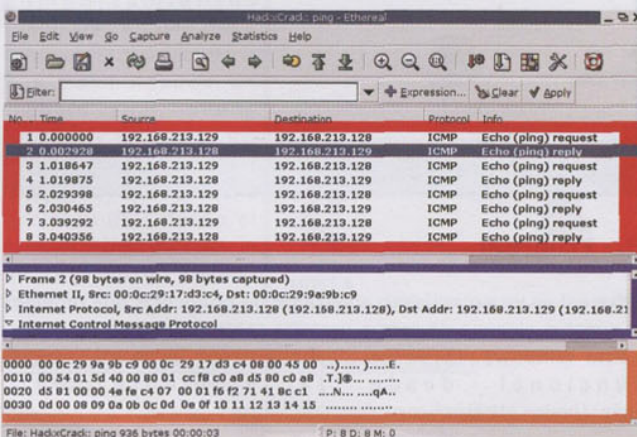 HackxCrack: ping - Ethereal
File Edit View Go Capture Analyze Statistics Help
Filter: Expression... Clear Apply
No. . Time Source Destination Protocol Info
1 0.000000 192.168.213.129 192.168.213.128 ICMP Echo (ping) request
2 0.002928 192.168.213.128 192.168.213.129 ICMP Echo (ping) reply
3 1.018647 192.168.213.129 192.168.213.128 ICMP Echo (ping) request
4 1.019875 192.168.213.128 192.168.213.129 ICMP Echo (ping) reply
5 2.029398 192.168.213.129 192.168.213.128 ICMP Echo (ping) request
6 2.030465 192.168.213.128 192.168.213.129 ICMP Echo (ping) reply
7 3.039292 192.168.213.129 192.168.213.128 ICMP Echo (ping) request
8 3.040356 192.168.213.128 192.168.213.129 ICMP Echo (ping) reply
Frame 2 (98 bytes on wire, 98 bytes captured)
Ethernet II, Src: 00:0c:29:17:d3:c4, Dst: 00:0c:29:9a:9b:c9
Internet Protocol, Src Addr: 192.168.213.128 (192.168.213.128), Dst Addr: 192.168.213.129 (192.168.21
Internet Control Message Protocol
0000 00 0c 29 9a 9b c9 00 0c 29 17 d3 c4 08 00 45 00 ..)..... ).....E.
0010 00 54 01 5d 40 00 80 01 cc f8 c0 a8 d5 80 c0 a8 .T.]@... ........
0020 d5 81 00 00 4e fe c4 07 00 01 f6 f2 71 41 8c c1 ....N... ....qA..
0030 0d 00 08 09 0a 0b 0c 0d 0e 0f 10 11 12 13 14 15 ........ ........
File: HackxCrack: ping 936 bytes 00:00:03 P: 8 D: 8 M: 0